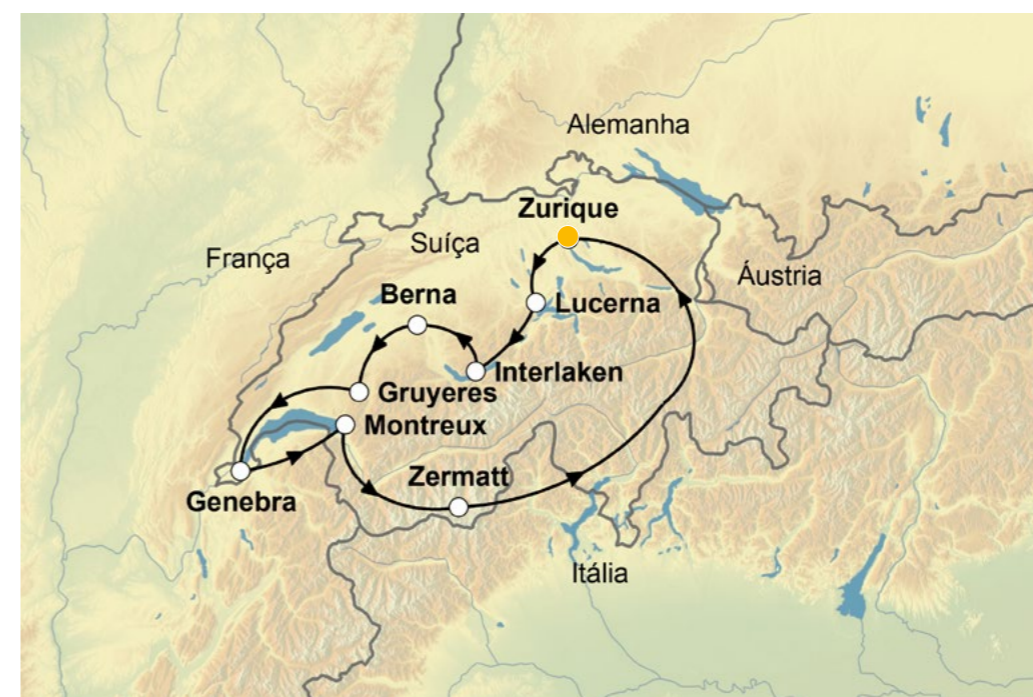 Alemanha
Zurique
Suíça
França
Áustria
Berna
Lucerna
Interlaken
Gruyeres
Montreux
Zermatt
Genebra
Itália